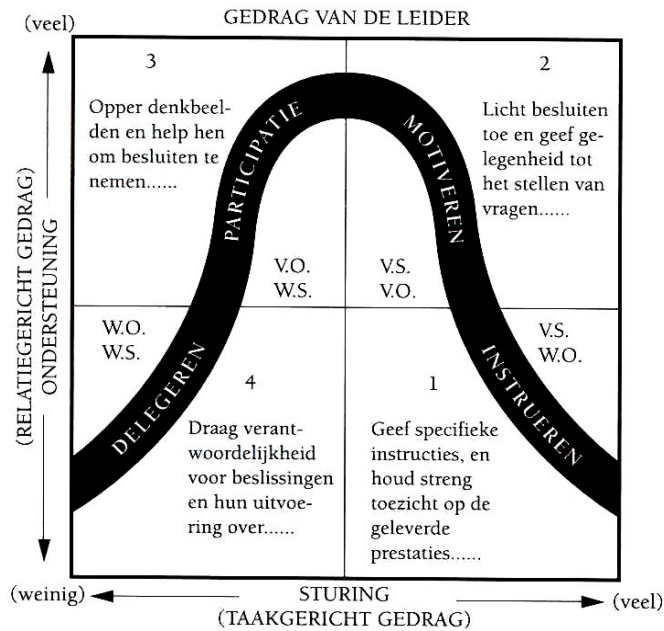 GEDRAG VAN DE LEIDER
(veel)
3
Opper denkbeel-
den en help hen
om besluiten te
nemen......
2
Licht besluiten
toe en geef ge-
legenheid tot
het stellen van
vragen......
PARTICIPATIE
MOTIVEREN
V.O.
W.S.
V.S.
V.O.
W.O.
W.S.
V.S.
W.O.
DELEGEREN
INSTRUEREN
4
Draag verant-
woordelijkheid
voor beslissingen
en hun uitvoe-
ring over......
1
Geef specifieke
instructies, en
houd streng
toezicht op de
geleverde
prestaties......
(RELATIEGERICHT GEDRAG)
ONDERSTEUNING
(weinig)
STURING
(veel)
(TAAKGERICHT GEDRAG)